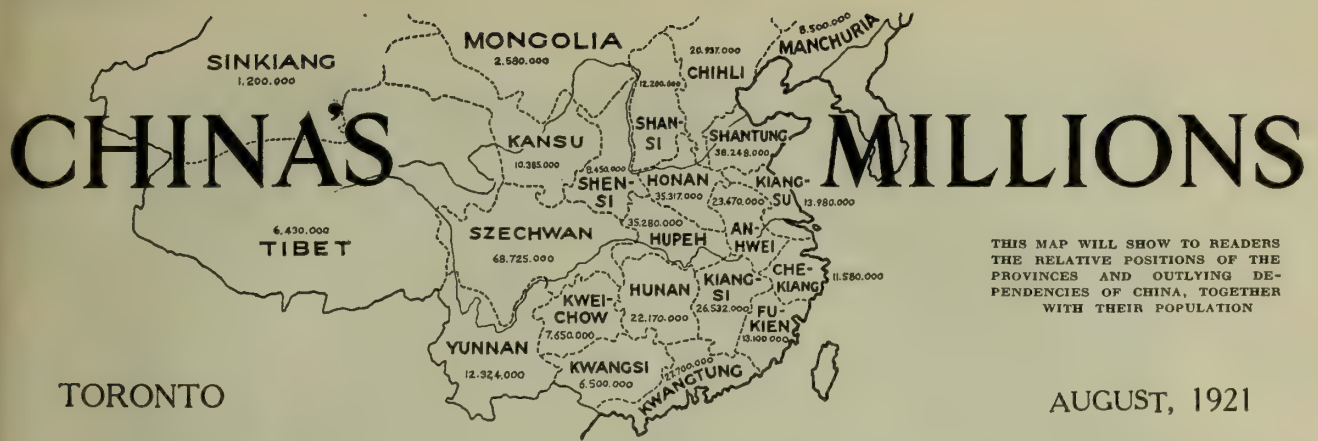 CHINA'S MILLIONS
SINKIANG
1.200.000
MONGOLIA
2.580.000
8.500.000
MANCHURIA
20.937.000
CHIHLI
12.200.000
SHAN-
SI
KANSU
10.385.000
SHANTUNG
38.248.000
8.450.000
SHEN-
SI
HONAN
35.317.000
KIANG-
SU
13.980.000
23.670.000
AN-
HWEI
6.430.000
TIBET
SZECHWAN
68.725.000
35.280.000
HUPEH
CHE-
KIANG
11.580.000
HUNAN
22.170.000
KIANG-
SI
26.532.000
KWEI-
CHOW
7.650.000
FU-
KIEN
13.100.000
YUNNAN
12.324.000
KWANGSI
6.500.000
27.700.000
KWANGTUNG
THIS MAP WILL SHOW TO READERS
THE RELATIVE POSITIONS OF THE
PROVINCES AND OUTLYING DE-
PENDENCIES OF CHINA, TOGETHER
WITH THEIR POPULATION
TORONTO
AUGUST, 1921